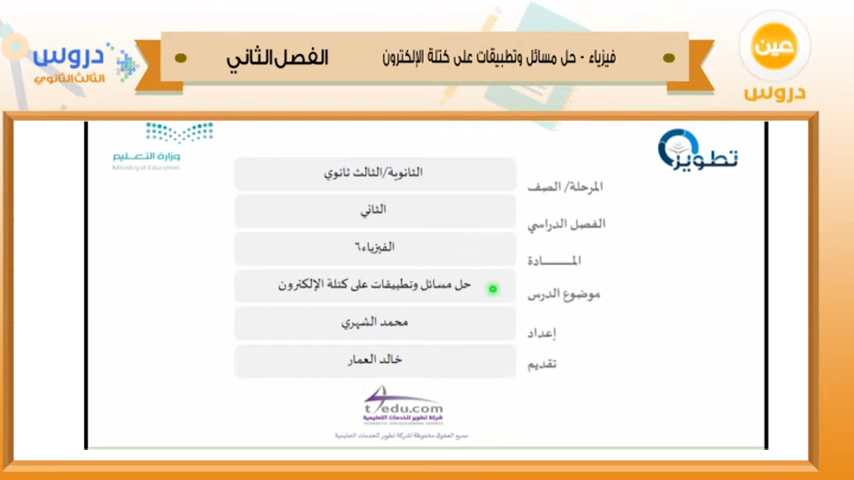 دروس
الثالث الثانوي
فيزياء - حل مسائل وتطبيقات على كتلة الإلكترون
الفصل الثاني
عين
دروس
وزارة التعليم
Ministry of Education
تطوير
المرحلة/ الصف
الثانوية/الثالث ثانوي
الفصل الدراسي
الثاني
المــــــادة
الفيزياء٦
موضوع الدرس
حل مسائل وتطبيقات على كتلة الإلكترون
إعداد
محمد الشهري
تقديم
خالد العمار
t4edu.com
شركة تطوير للخدمات التعليمية
جميع الحقوق محفوظة لشركة تطوير للخدمات التعليمية